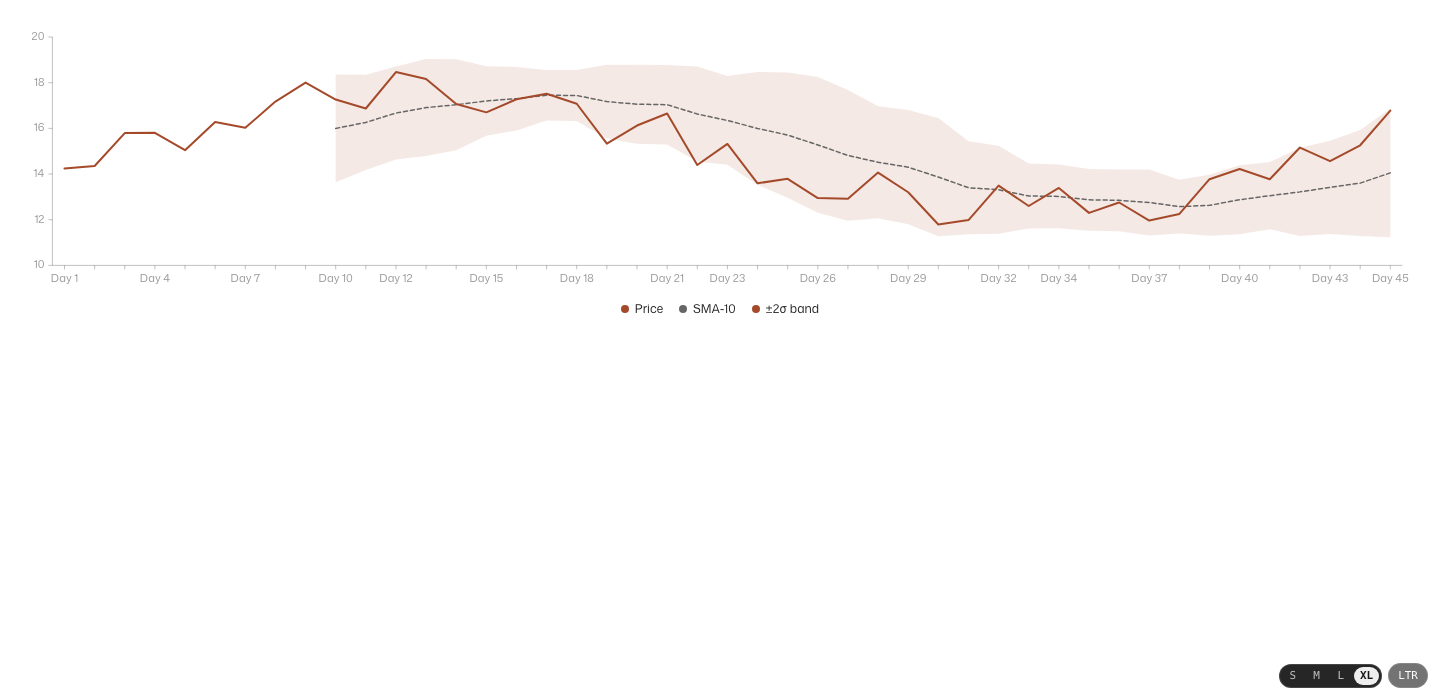 20
18
16
14
12
10
Day 1 Day 4 Day 7 Day 10 Day 12 Day 15 Day 18 Day 21 Day 23 Day 26 Day 29 Day 32 Day 34 Day 37 Day 40 Day 43 Day 45
Price SMA-10 ±2σ band
S M L XL LTR